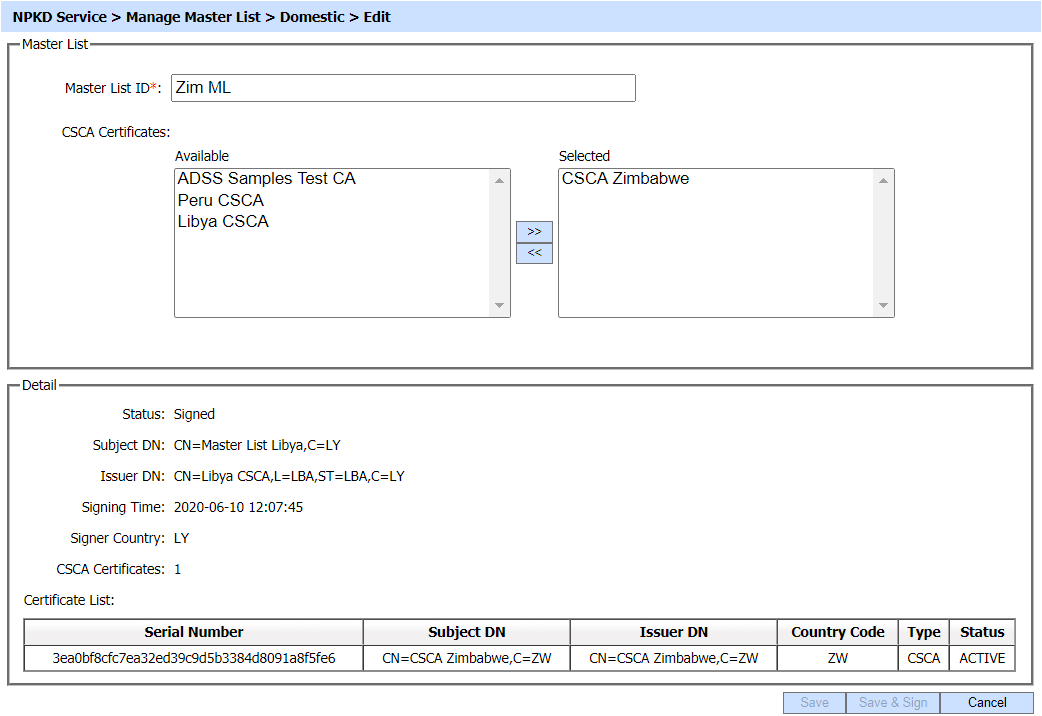 NPKD Service > Manage Master List > Domestic > Edit
Master List
Master List ID*: Zim ML
CSCA Certificates:
Available Selected
ADSS Samples Test CA
Peru CSCA
Libya CSCA
CSCA Zimbabwe
>>
<<
Detail
Status: Signed
Subject DN: CN=Master List Libya,C=LY
Issuer DN: CN=Libya CSCA,L=LBA,ST=LBA,C=LY
Signing Time: 2020-06-10 12:07:45
Signer Country: LY
CSCA Certificates: 1
Certificate List:
Serial Number Subject DN Issuer DN Country Code Type Status
3ea0bf8cfc7ea32ed39c9d5b3384d8091a8f5fe6 CN=CSCA Zimbabwe,C=ZW CN=CSCA Zimbabwe,C=ZW ZW CSCA ACTIVE
Save Save & Sign Cancel